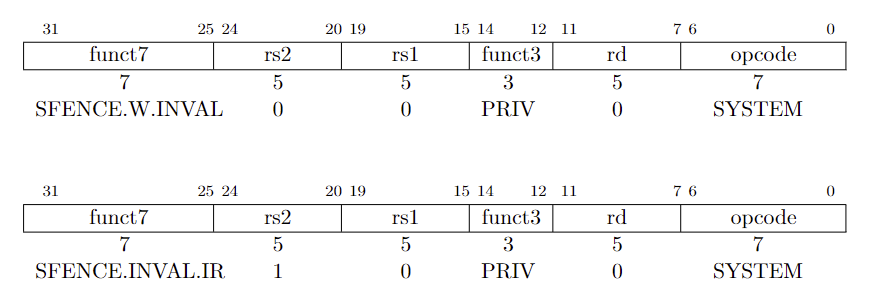 31 25 24 20 19 15 14 12 11 7 6 0
funct7 rs2 rs1 funct3 rd opcode
7 5 5 3 5 7
SFENCE.W.INVAL 0 0 PRIV 0 SYSTEM
31 25 24 20 19 15 14 12 11 7 6 0
funct7 rs2 rs1 funct3 rd opcode
7 5 5 3 5 7
SFENCE.INVAL.IR 1 0 PRIV 0 SYSTEM